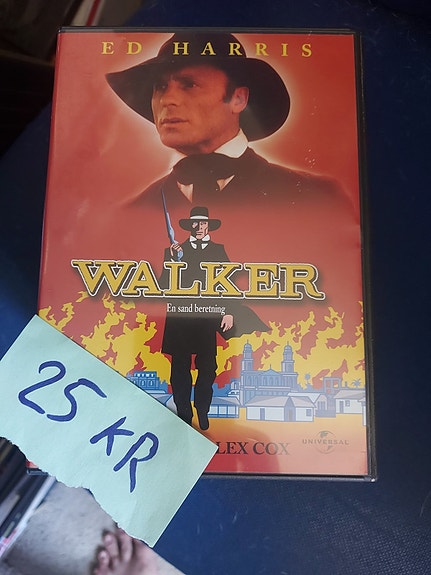 ED HARRIS
WALKER
En sand beretning
LEX COX
UNIVERSAL
25 KR